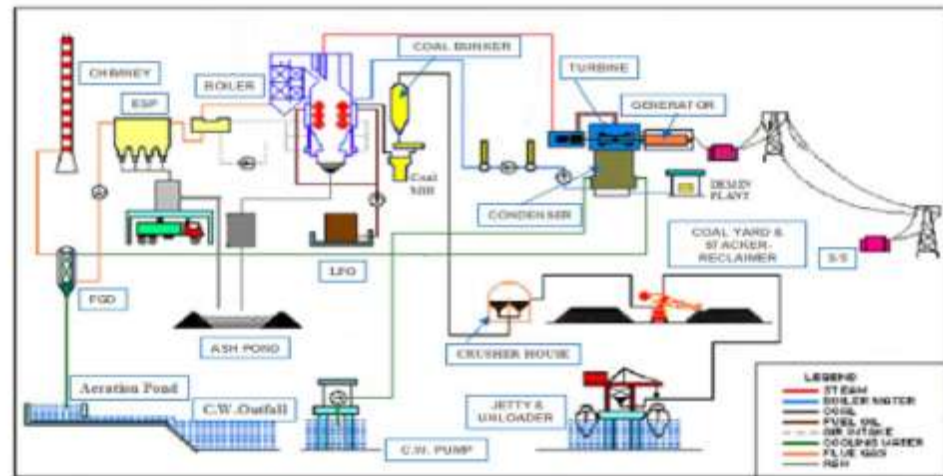 CHIMNEY
ESP
BOILER
COAL BUNKER
TURBINE
GENERATOR
Coal
Mill
CONDENSER
DEMIN
PLANT
COAL YARD &
STACKER-
RECLAIMER
S/S
LFO
FGD
ASH POND
CRUSHER HOUSE
Aeration Pond
C.W. Outfall
C.W. PUMP
JETTY &
UNLOADER
LEGEND
STEAM
BOILER WATER
COAL
FUEL OIL
AIR INTAKE
COOLING WATER
FLUE GAS
ASH